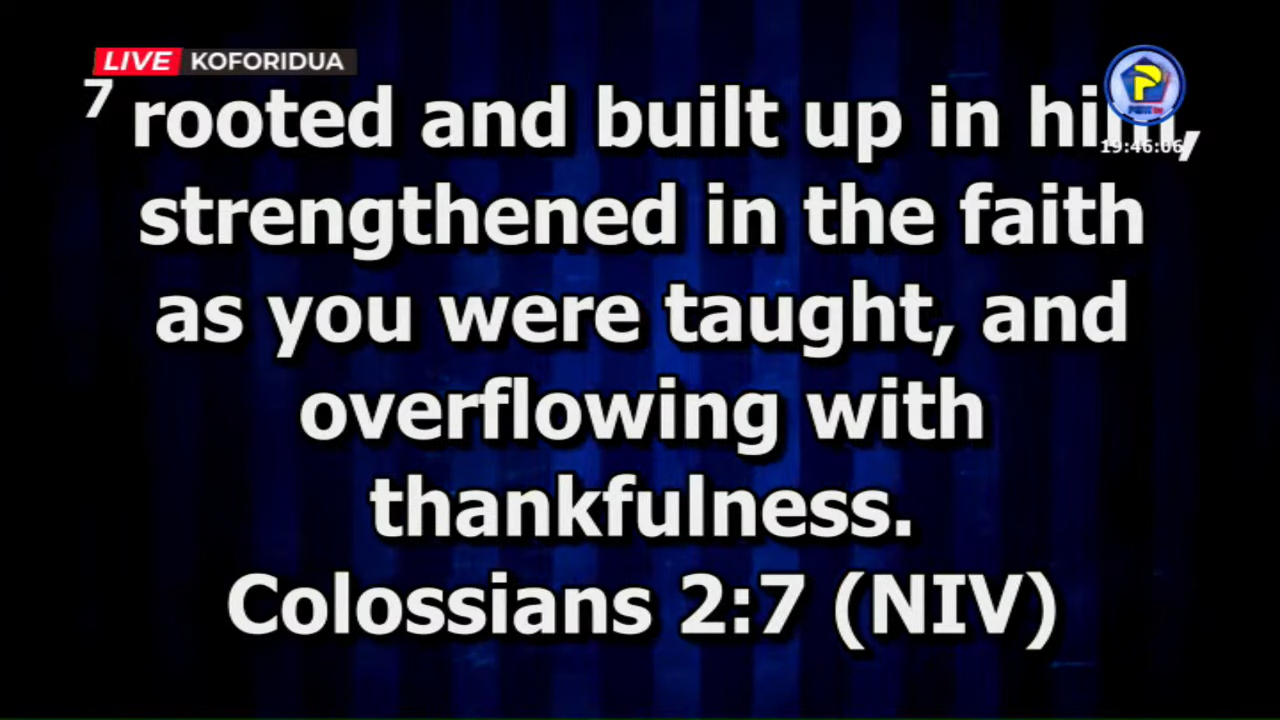 LIVE KOFORIDUA
7 rooted and built up in him,
19:46:06
strengthened in the faith
as you were taught, and
overflowing with
thankfulness.
Colossians 2:7 (NIV)